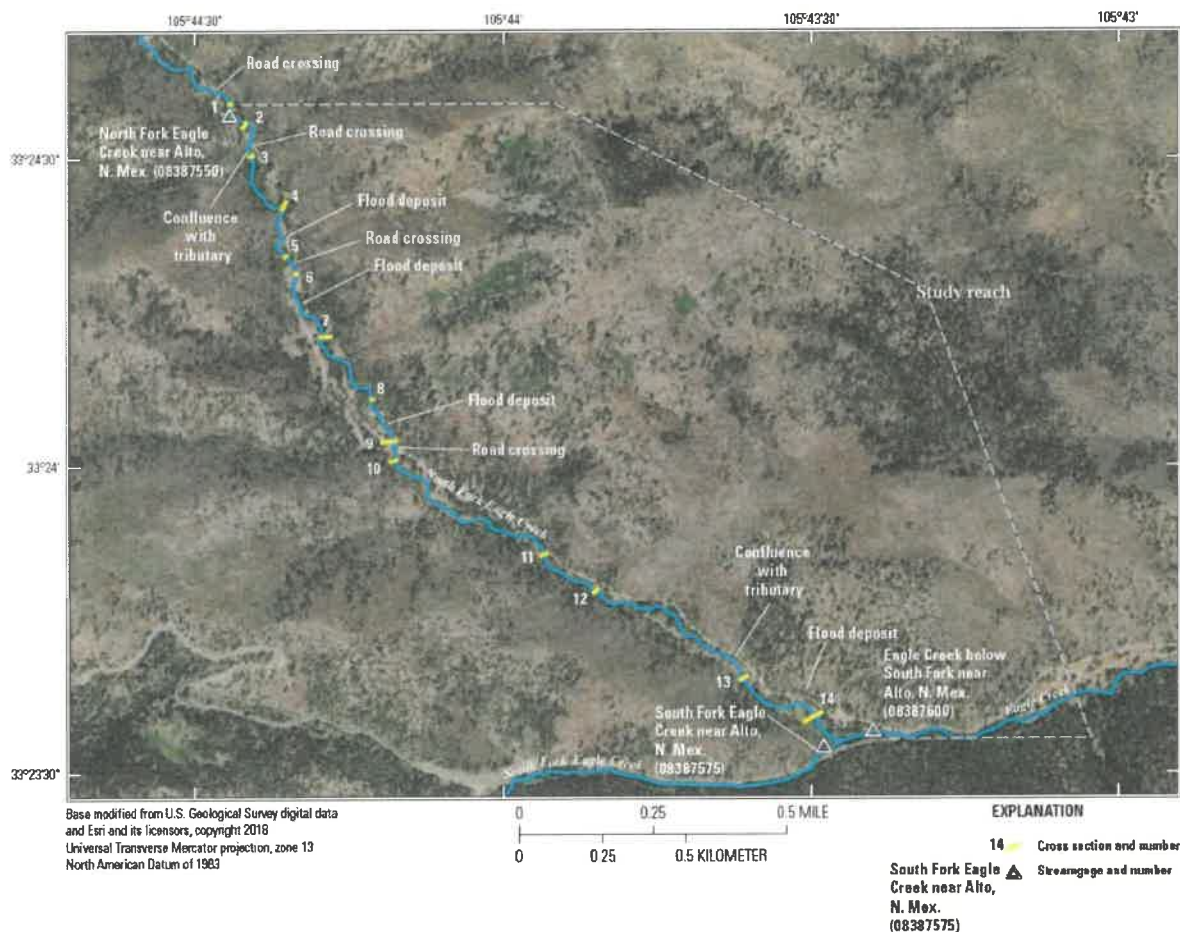 105°44'30"
105°44'
105°43'30"
105°43'
Road crossing
1
2
North Fork Eagle
Creek near Alto,
N. Mex. (08387550)
Road crossing
33°24'30"
3
4
Confluence
with
tributary
Flood deposit
5
Road crossing
6
Flood deposit
Study reach
7
8
Flood deposit
9
Road crossing
33°24'
10
North Fork Eagle Creek
11
Confluence
with
tributary
12
Flood deposit
Eagle Creek below
South Fork near
Alto, N. Mex.
(08387600)
13
14
South Fork Eagle
Creek near Alto,
N. Mex.
(08387575)
Eagle Creek
33°23'30"
South Fork Eagle Creek
Base modified from U.S. Geological Survey digital data
and Esri and its licensors, copyright 2018
Universal Transverse Mercator projection, zone 13
North American Datum of 1983
0 0.25 0.5 MILE
0 0.25 0.5 KILOMETER
EXPLANATION
14 Cross section and number
South Fork Eagle
Creek near Alto,
N. Mex.
(08387575)
Streamgage and number